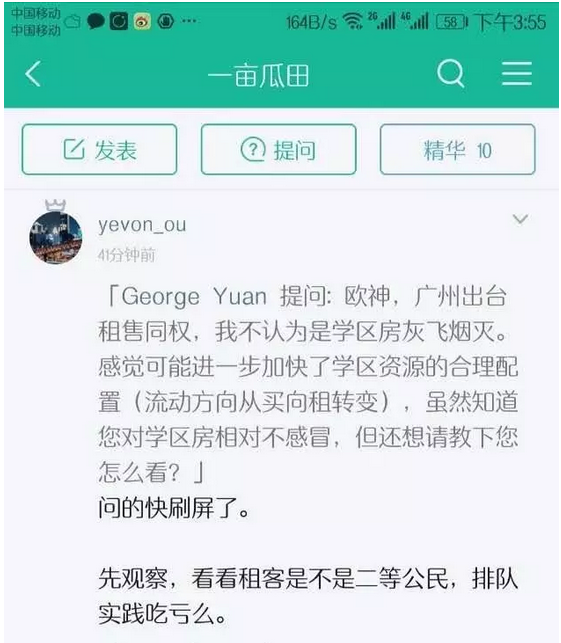 中国移动
中国移动
164B/s 2G 4G 58 下午3:55
一亩瓜田
发表 提问 精华 10
yevon_ou
41分钟前
「George Yuan 提问: 欧神，广州出台
租售同权，我不认为是学区房灰飞烟灭。
感觉可能进一步加快了学区资源的合理配
置（流动方向从买向租转变），虽然知道
您对学区房相对不感冒，但还想请教下您
怎么看？」
问的快刷屏了。
先观察，看看租客是不是二等公民，排队
实践吃亏么。